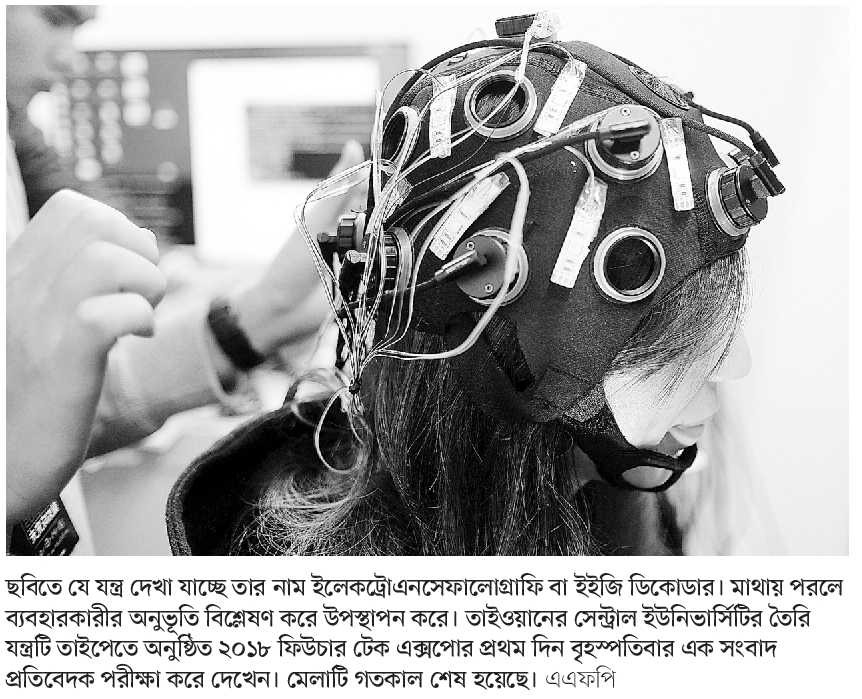 ছবিতে যে যন্ত্র দেখা যাচ্ছে তার নাম ইলেকট্রোএনসেফালোগ্রাফি বা ইইজি ডিকোডার। মাথায় পরলে
ব্যবহারকারীর অনুভূতি বিশ্লেষণ করে উপস্থাপন করে। তাইওয়ানের সেন্ট্রাল ইউনিভার্সিটির তৈরি
যন্ত্রটি তাইপেতে অনুষ্ঠিত ২০১৮ ফিউচার টেক এক্সপোর প্রথম দিন বৃহস্পতিবার এক সংবাদ
প্রতিবেদক পরীক্ষা করে দেখেন। মেলাটি গতকাল শেষ হয়েছে। এএফপি